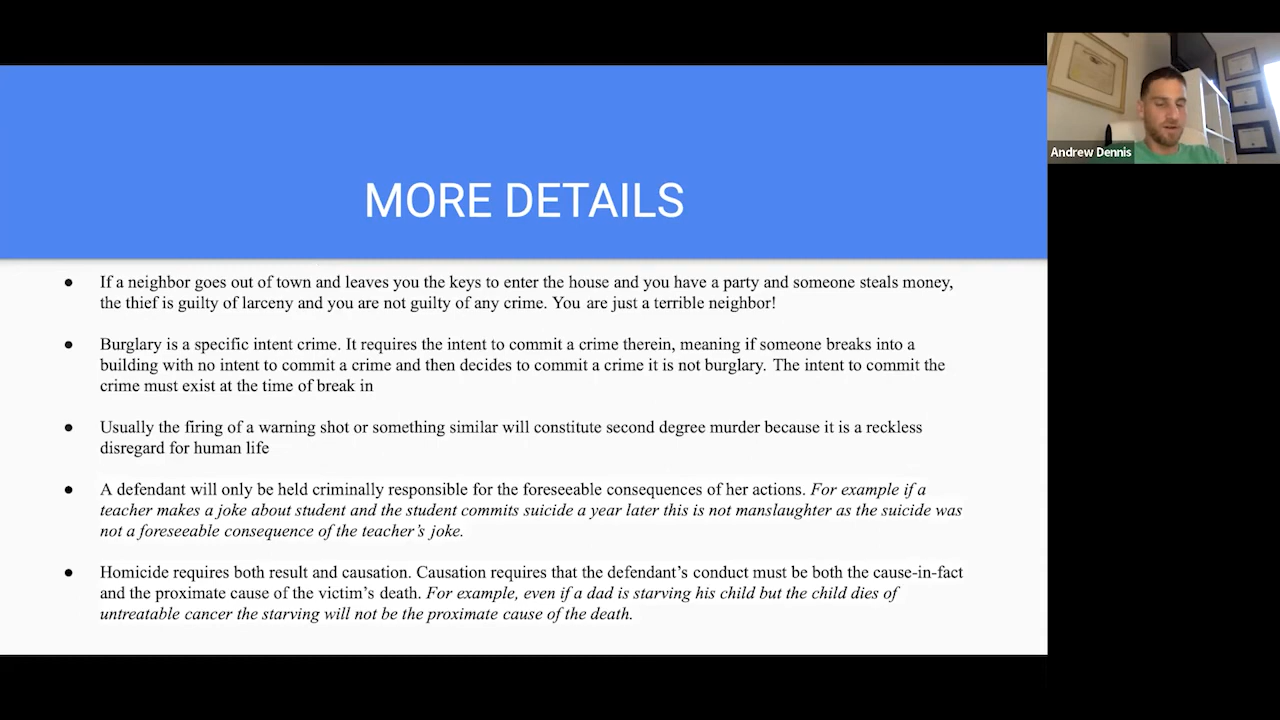 MORE DETAILS
● If a neighbor goes out of town and leaves you the keys to enter the house and you have a party and someone steals money,
the thief is guilty of larceny and you are not guilty of any crime. You are just a terrible neighbor!
● Burglary is a specific intent crime. It requires the intent to commit a crime therein, meaning if someone breaks into a
building with no intent to commit a crime and then decides to commit a crime it is not burglary. The intent to commit the
crime must exist at the time of break in
● Usually the firing of a warning shot or something similar will constitute second degree murder because it is a reckless
disregard for human life
● A defendant will only be held criminally responsible for the foreseeable consequences of her actions. For example if a
teacher makes a joke about student and the student commits suicide a year later this is not manslaughter as the suicide was
not a foreseeable consequence of the teacher’s joke.
● Homicide requires both result and causation. Causation requires that the defendant’s conduct must be both the cause-in-fact
and the proximate cause of the victim’s death. For example, even if a dad is starving his child but the child dies of
untreatable cancer the starving will not be the proximate cause of the death.
Andrew Dennis